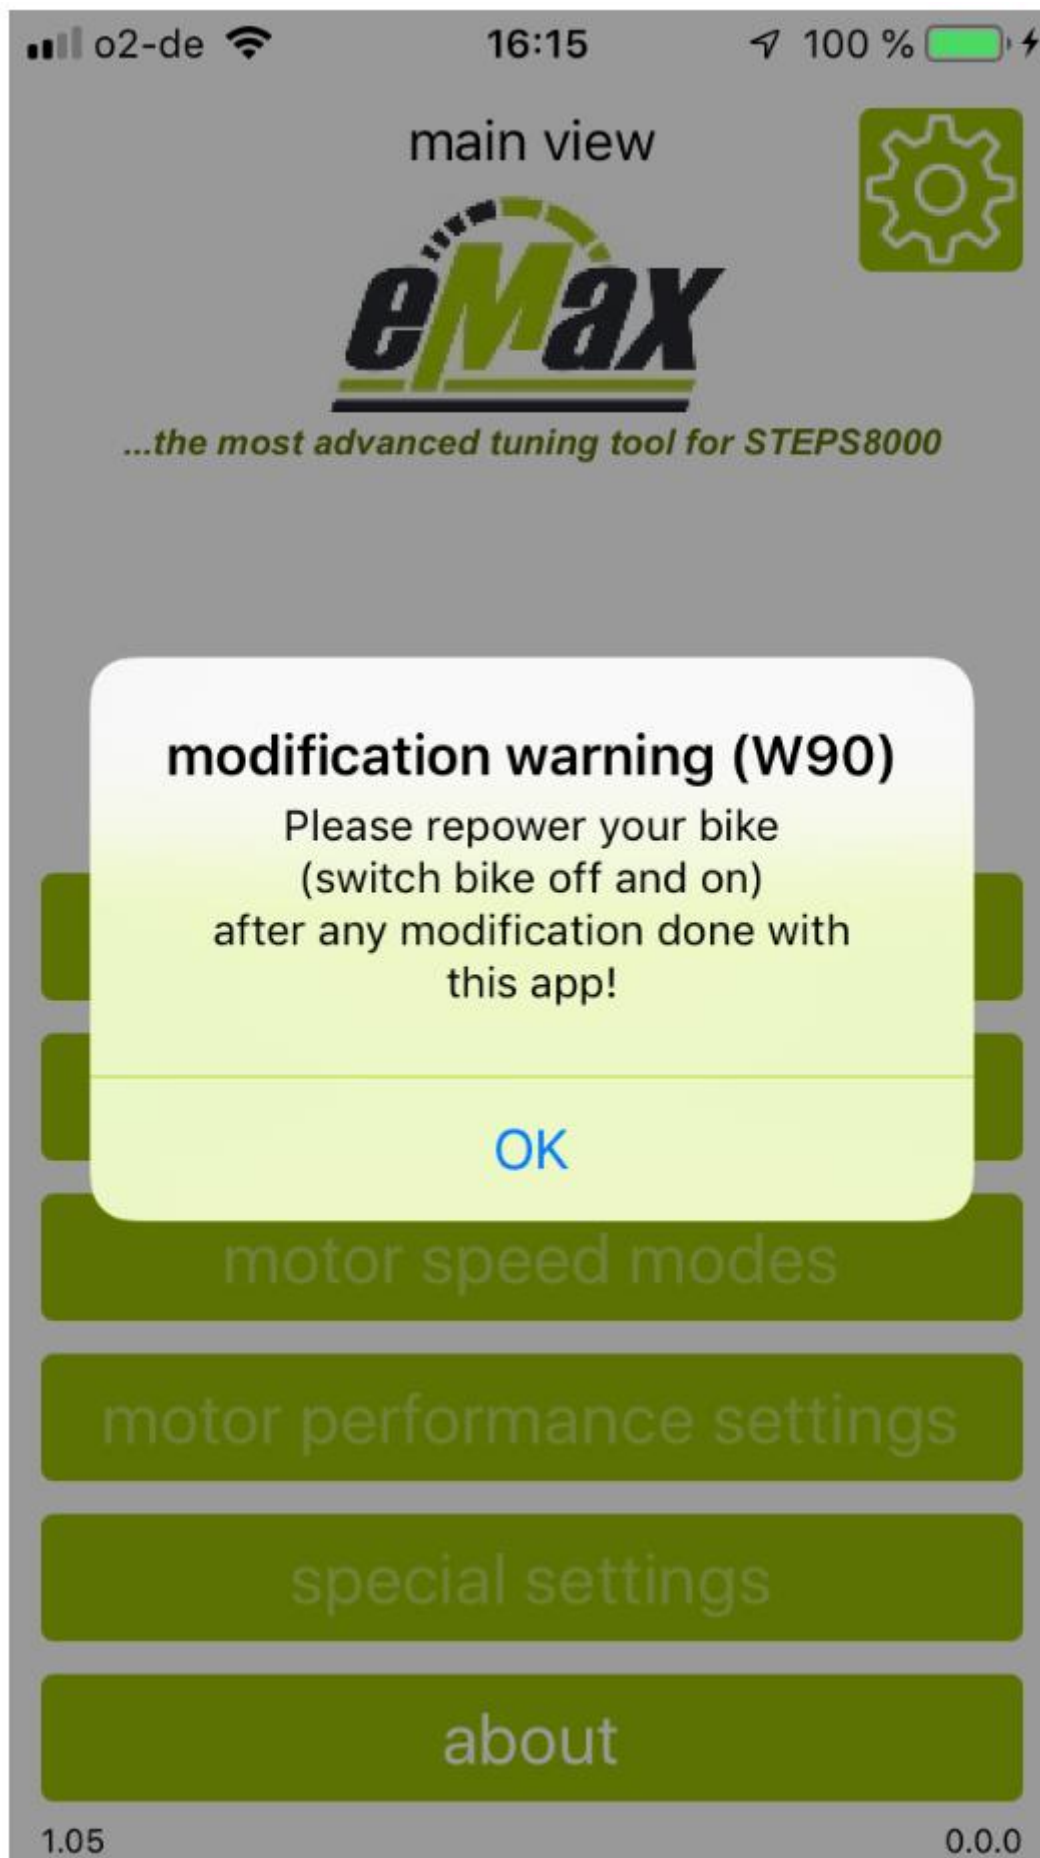 o2-de 16:15 100 %
main view
eMax
...the most advanced tuning tool for STEPS8000
modification warning (W90)
Please repower your bike
(switch bike off and on)
after any modification done with
this app!
OK
motor speed modes
motor performance settings
special settings
about
1.05 0.0.0